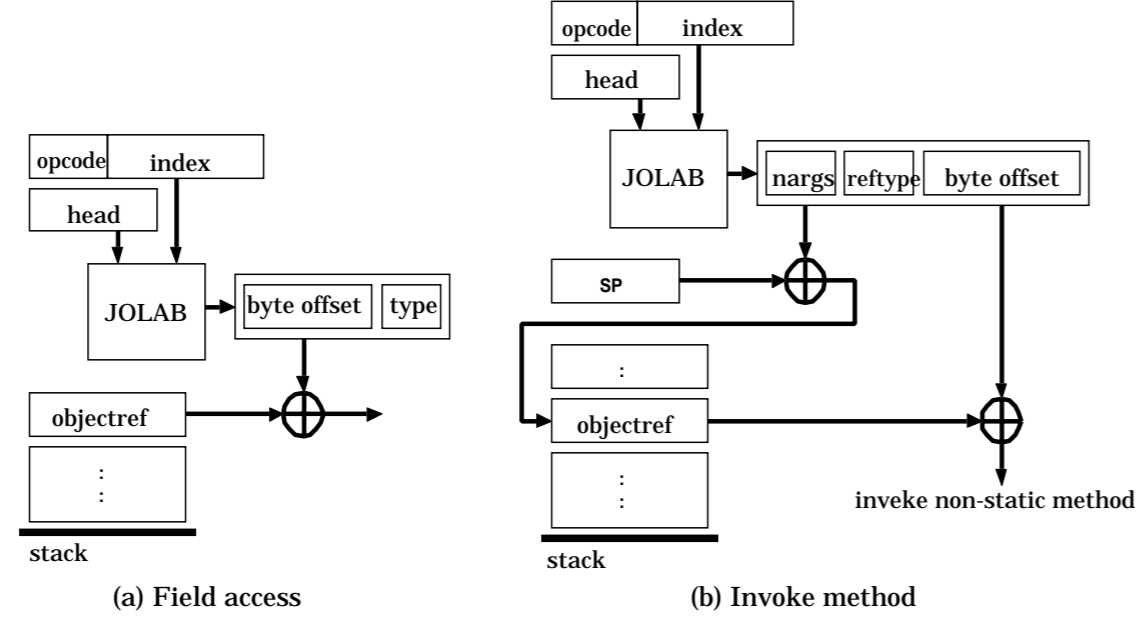 opcode index
head
JOLAB
byte offset type
objectref
:
:
stack
(a) Field access
opcode index
head
JOLAB
nargs reftype byte offset
SP
:
objectref
:
:
inveke non-static method
stack
(b) Invoke method